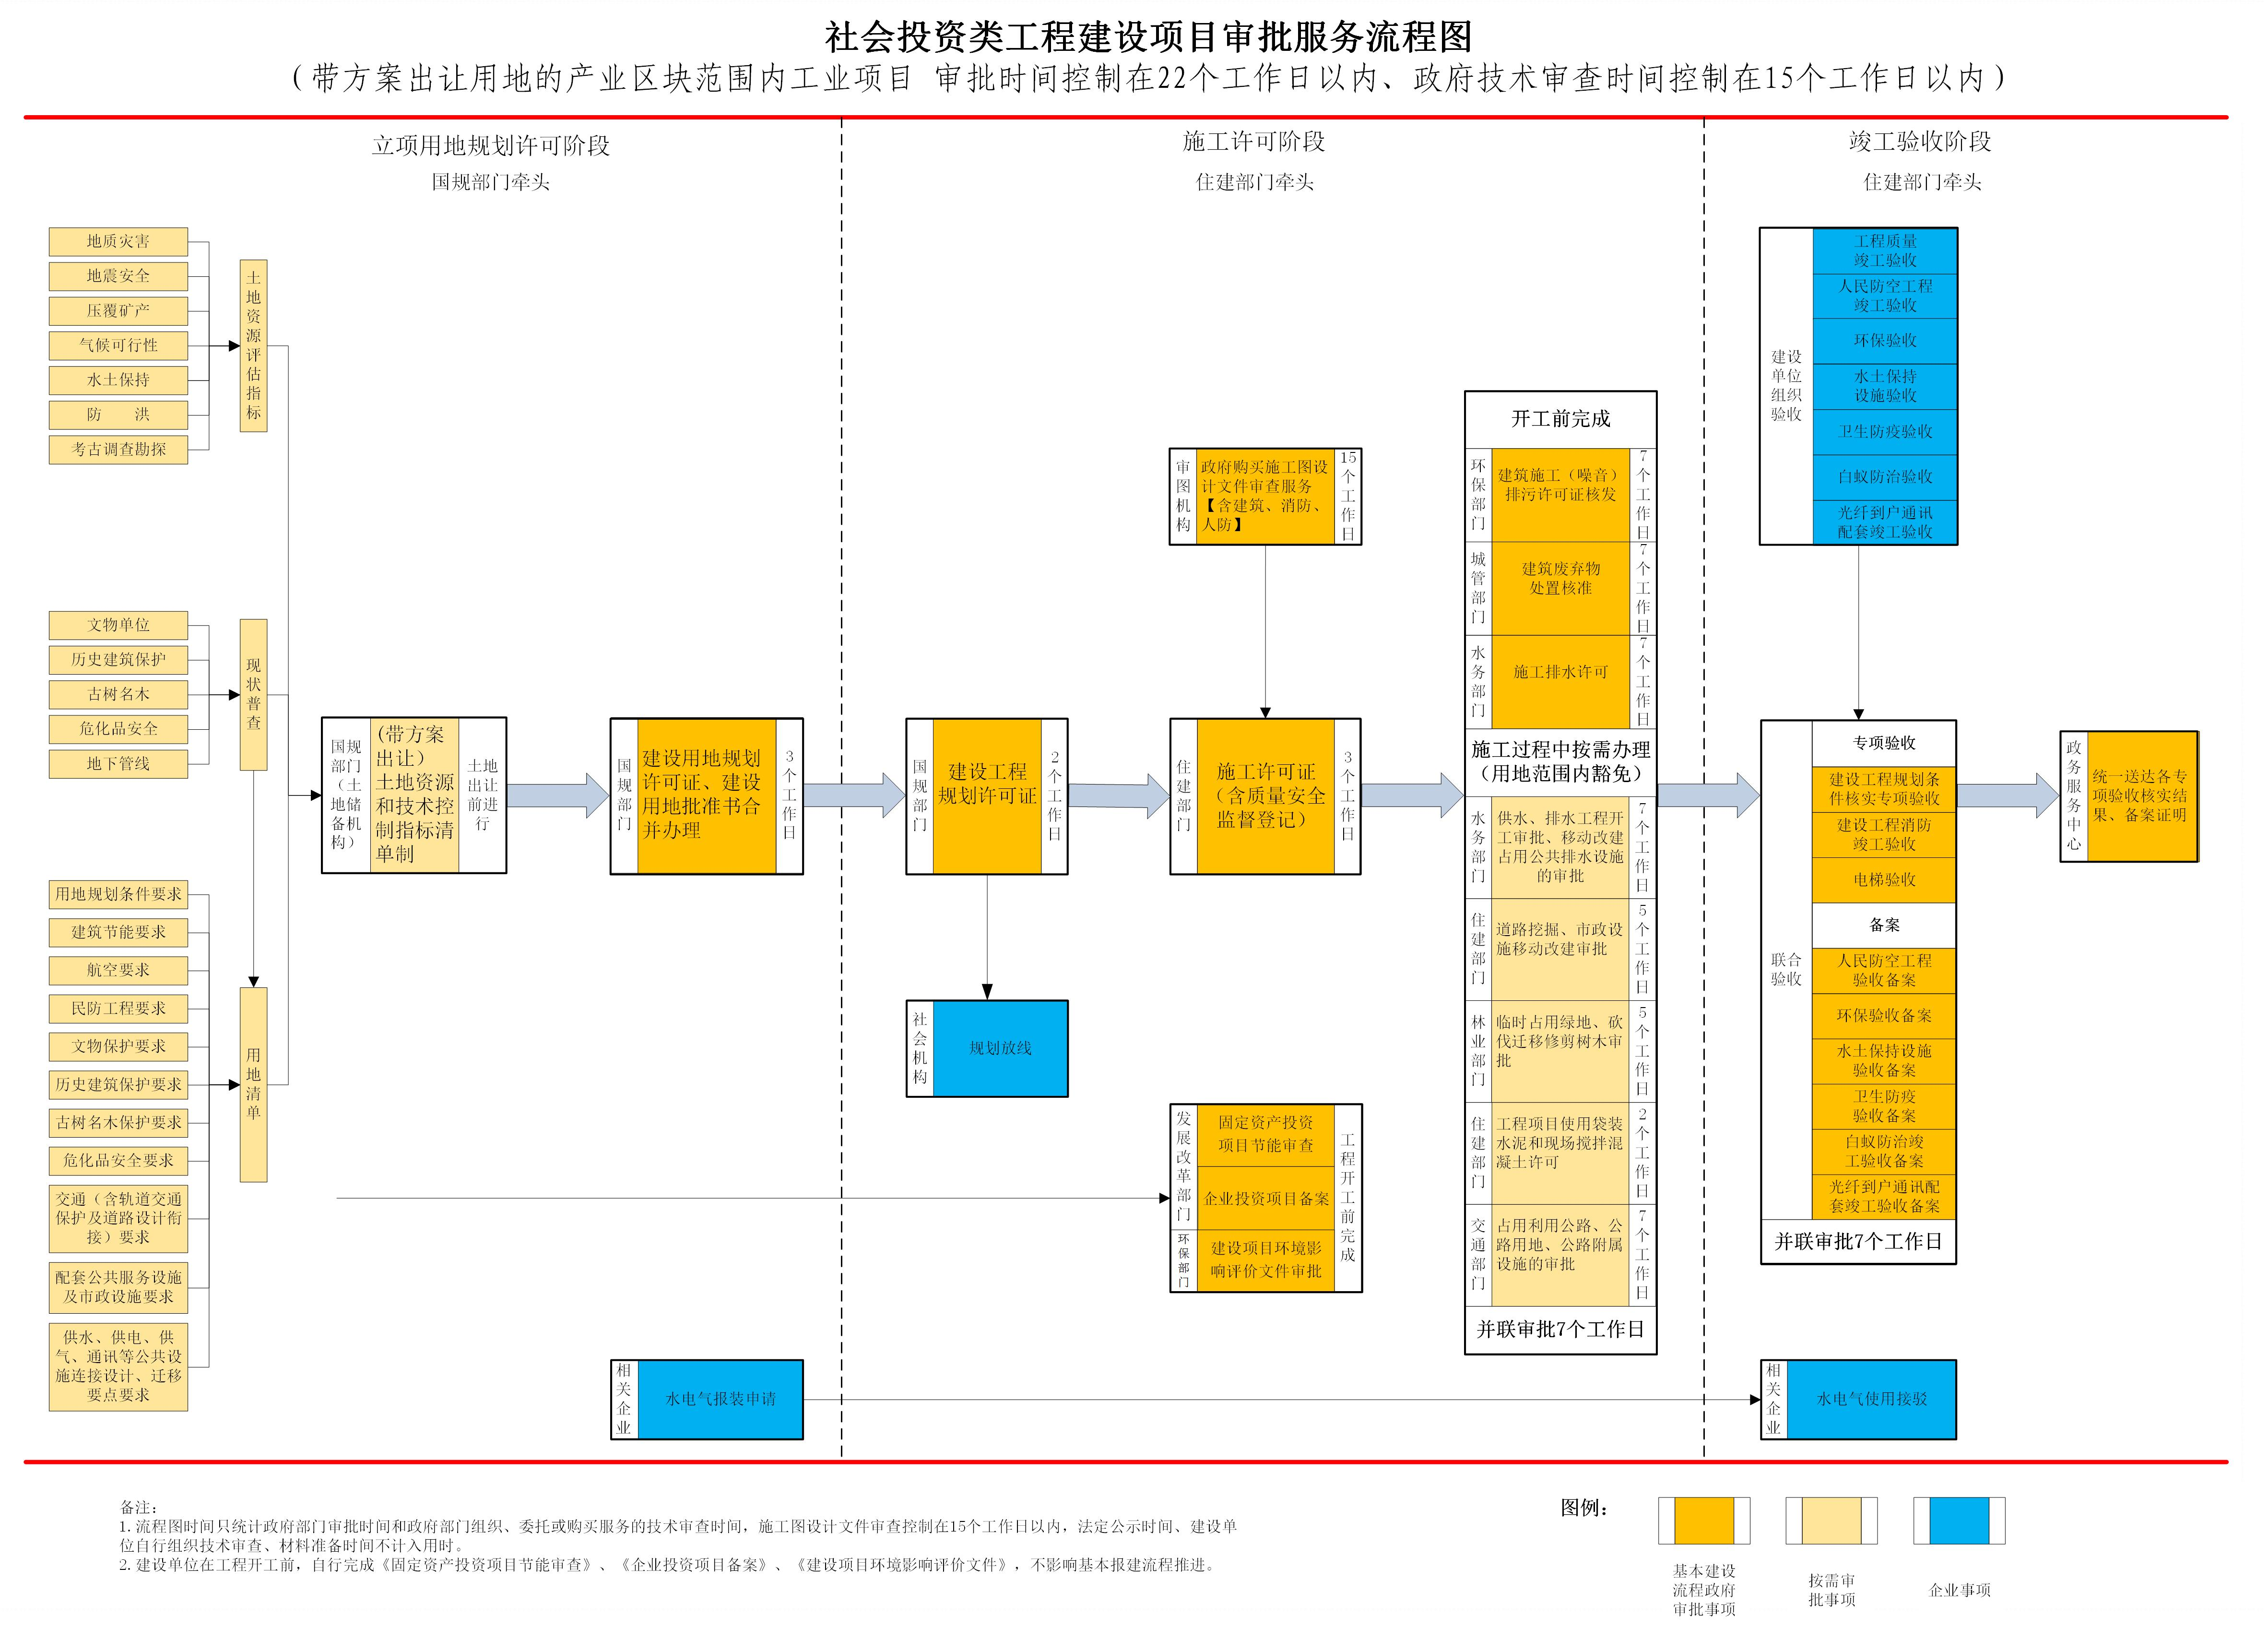 社会投资类工程建设项目审批服务流程图
（带方案出让用地的产业区块范围内工业项目 审批时间控制在22个工作日以内、政府技术审查时间控制在15个工作日以内）
立项用地规划许可阶段
国规部门牵头
施工许可阶段
住建部门牵头
竣工验收阶段
住建部门牵头
地质灾害
地震安全
压覆矿产
气候可行性
水土保持
防 洪
考古调查勘探
土地资源评估指标
文物单位
历史建筑保护
古树名木
危化品安全
地下管线
现状普查
用地规划条件要求
建筑节能要求
航空要求
民防工程要求
文物保护要求
历史建筑保护要求
古树名木保护要求
危化品安全要求
交通（含轨道交通
保护及道路设计衔
接）要求
配套公共服务设施
及市政设施要求
供水、供电、供
气、通讯等公共设
施连接设计、迁移
要点要求
用地清单
国规
部门
（土
地储
备机
构）
(带方案
出让）
土地资源
和技术控
制指标清
单制
土地
出让
前进
行
国规部门
建设用地规划
许可证、建设
用地批准书合
并办理
3个工作日
相关企业
水电气报装申请
国规部门
建设工程
规划许可证
2个工作日
社会机构
规划放线
审图机构
政府购买施工图设
计文件审查服务
【含建筑、消防、
人防】
15个工作日
住建部门
施工许可证
（含质量安全
监督登记）
3个工作日
发展改革部门
固定资产投资
项目节能审查
企业投资项目备案
环保部门
建设项目环境影
响评价文件审批
工程开工前完成
开工前完成
环保部门
建筑施工（噪音）
排污许可证核发
7个工作日
城管部门
建筑废弃物
处置核准
7个工作日
水务部门
施工排水许可
7个工作日
施工过程中按需办理
（用地范围内豁免）
水务部门
供水、排水工程开
工审批、移动改建
占用公共排水设施
的审批
7个工作日
住建部门
道路挖掘、市政设
施移动改建审批
5个工作日
林业部门
临时占用绿地、砍
伐迁移修剪树木审
批
5个工作日
住建部门
工程项目使用袋装
水泥和现场搅拌混
凝土许可
2个工作日
交通部门
占用利用公路、公
路用地、公路附属
设施的审批
7个工作日
并联审批7个工作日
建设
单位
组织
验收
工程质量
竣工验收
人民防空工程
竣工验收
环保验收
水土保持
设施验收
卫生防疫验收
白蚁防治验收
光纤到户通讯
配套竣工验收
联合
验收
专项验收
建设工程规划条
件核实专项验收
建设工程消防
竣工验收
电梯验收
备案
人民防空工程
验收备案
环保验收备案
水土保持设施
验收备案
卫生防疫
验收备案
白蚁防治竣
工验收备案
光纤到户通讯配
套竣工验收备案
并联审批7个工作日
政务服务中心
统一送达各专
项验收核实结
果、备案证明
相关企业
水电气使用接驳
备注：
1. 流程图时间只统计政府部门审批时间和政府部门组织、委托或购买服务的技术审查时间，施工图设计文件审查控制在15个工作日以内，法定公示时间、建设单
位自行组织技术审查、材料准备时间不计入用时。
2. 建设单位在工程开工前，自行完成《固定资产投资项目节能审查》、《企业投资项目备案》、《建设项目环境影响评价文件》，不影响基本报建流程推进。
图例：
基本建设
流程政府
审批事项
按需审
批事项
企业事项